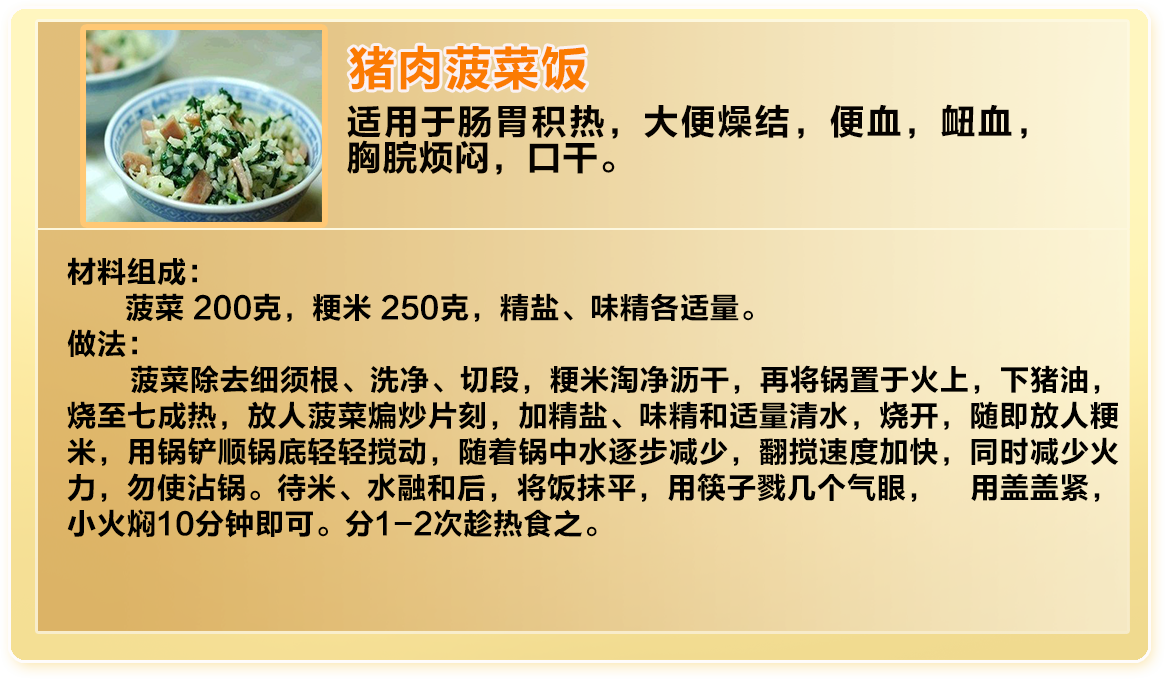 猪肉菠菜饭
适用于肠胃积热，大便燥结，便血，衄血，
胸脘烦闷，口干。
材料组成：
菠菜 200克，粳米 250克，精盐、味精各适量。
做法：
菠菜除去细须根、洗净、切段，粳米淘净沥干，再将锅置于火上，下猪油，
烧至七成热，放人菠菜煸炒片刻，加精盐、味精和适量清水，烧开，随即放人粳
米，用锅铲顺锅底轻轻搅动，随着锅中水逐步减少，翻搅速度加快，同时减少火
力，勿使沾锅。待米、水融和后，将饭抹平，用筷子戮几个气眼， 用盖盖紧，
小火焖10分钟即可。分1-2次趁热食之。